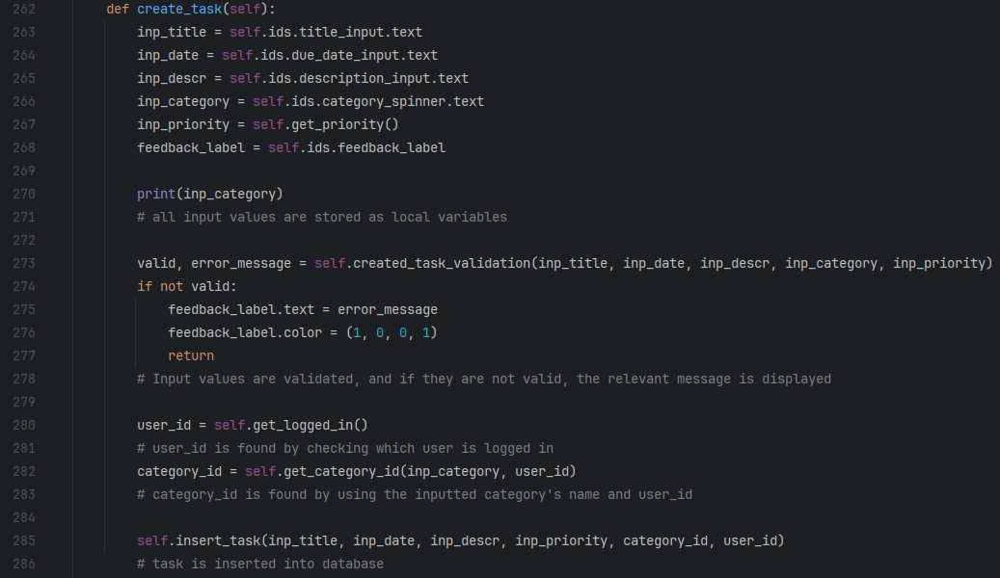 262 def create_task(self):
263 inp_title = self.ids.title_input.text
264 inp_date = self.ids.due_date_input.text
265 inp_descr = self.ids.description_input.text
266 inp_category = self.ids.category_spinner.text
267 inp_priority = self.get_priority()
268 feedback_label = self.ids.feedback_label
269
270 print(inp_category)
271 # all input values are stored as local variables
272
273 valid, error_message = self.created_task_validation(inp_title, inp_date, inp_descr, inp_category, inp_priority)
274 if not valid:
275 feedback_label.text = error_message
276 feedback_label.color = (1, 0, 0, 1)
277 return
278 # Input values are validated, and if they are not valid, the relevant message is displayed
279
280 user_id = self.get_logged_in()
281 # user_id is found by checking which user is logged in
282 category_id = self.get_category_id(inp_category, user_id)
283 # category_id is found by using the inputted category's name and user_id
284
285 self.insert_task(inp_title, inp_date, inp_descr, inp_priority, category_id, user_id)
286 # task is inserted into database